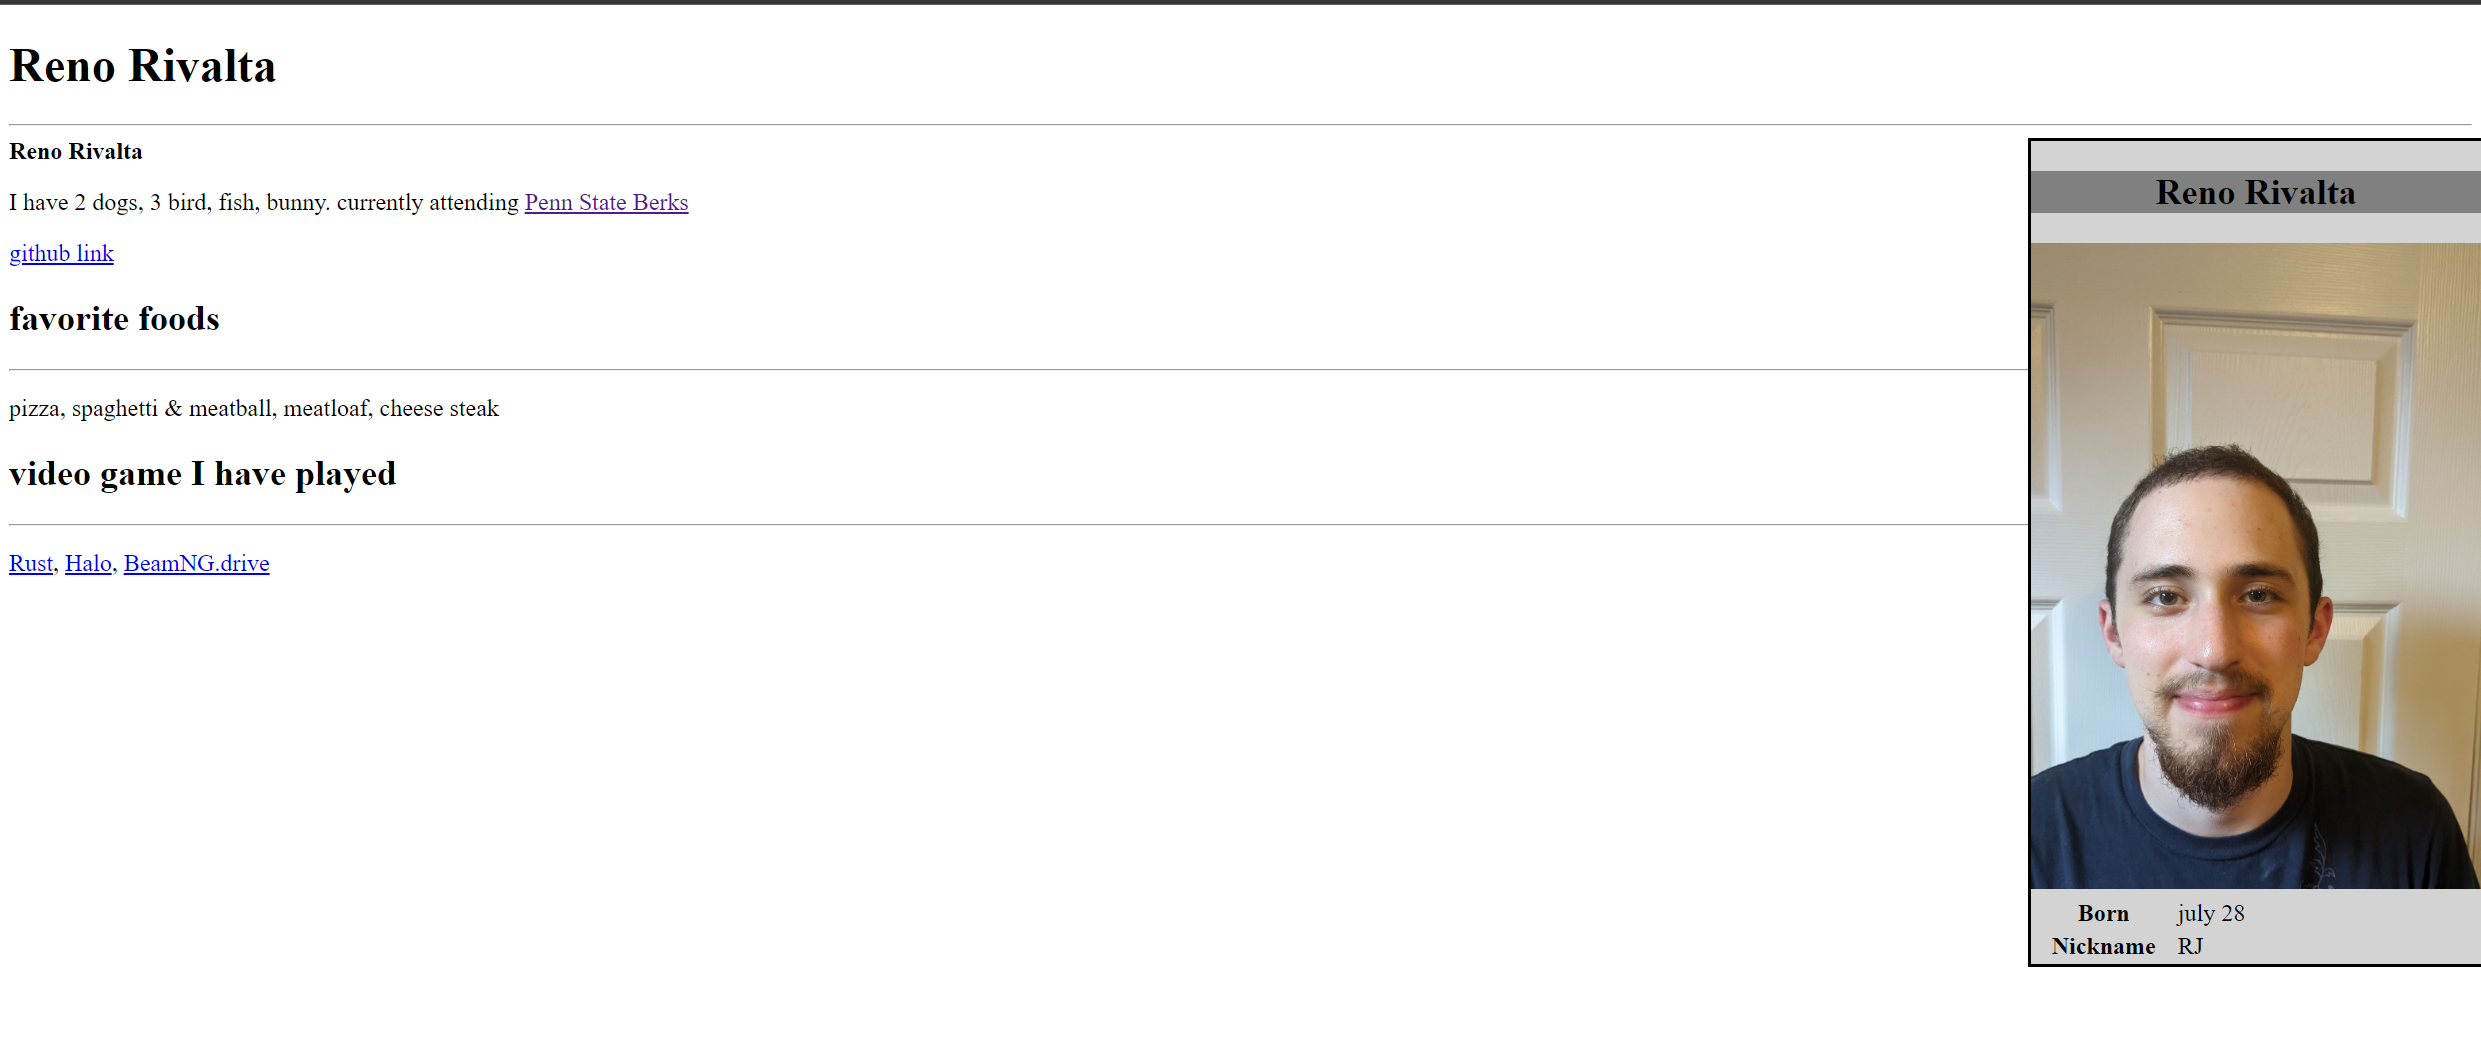 Reno Rivalta
Reno Rivalta
I have 2 dogs, 3 bird, fish, bunny. currently attending Penn State Berks
github link
favorite foods
pizza, spaghetti & meatball, meatloaf, cheese steak
video game I have played
Rust, Halo, BeamNG.drive
Reno Rivalta
Born july 28
Nickname RJ